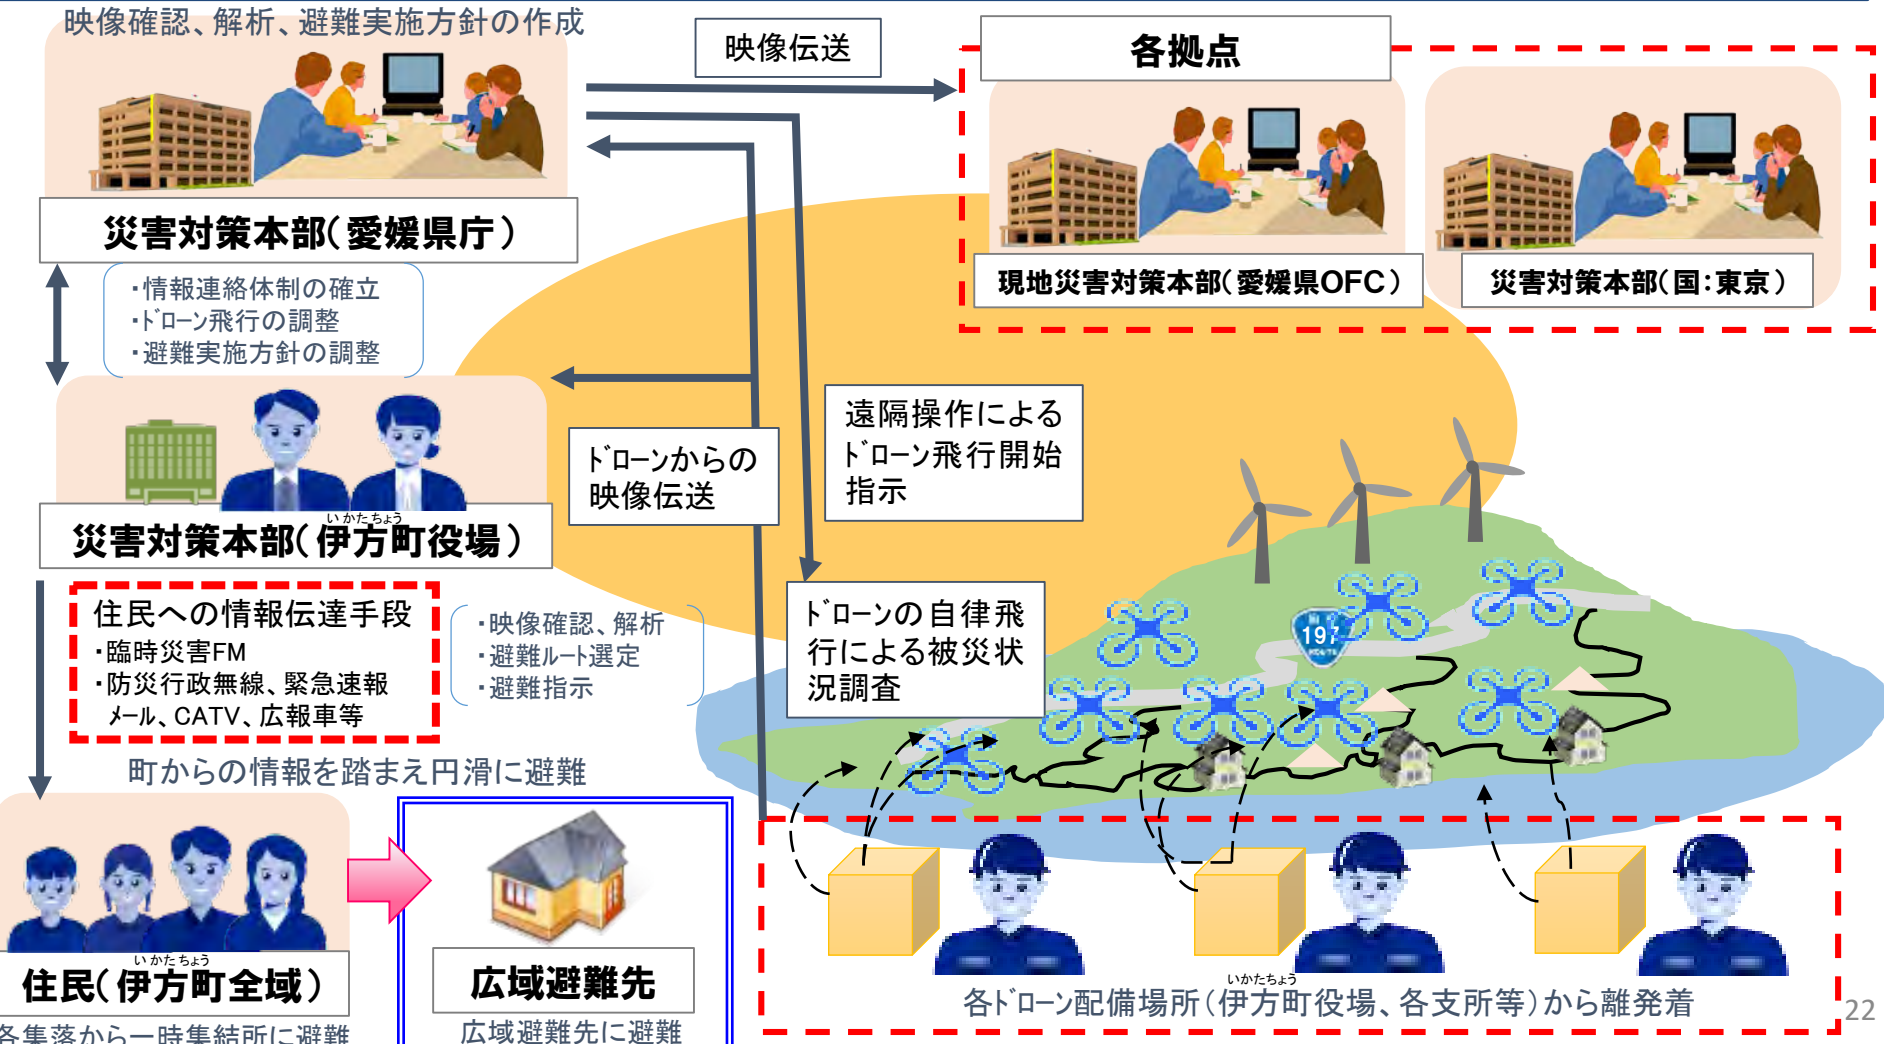 映像確認、解析、避難実施方針の作成
災害対策本部(愛媛県庁)
映像伝送
各拠点
現地災害対策本部(愛媛県OFC)
災害対策本部(国:東京)
・情報連絡体制の確立
・ドローン飛行の調整
・避難実施方針の調整
いかたちょう
災害対策本部(伊方町役場)
ドローンからの
映像伝送
遠隔操作による
ドローン飛行開始
指示
ドローンの自律飛
行による被災状
況調査
197
住民への情報伝達手段
・臨時災害FM
・防災行政無線、緊急速報
メール、CATV、広報車等
・映像確認、解析
・避難ルート選定
・避難指示
町からの情報を踏まえ円滑に避難
いかたちょう
住民(伊方町全域)
各集落から一時集結所に避難
広域避難先
広域避難先に避難
いかたちょう
各ドローン配備場所(伊方町役場、各支所等)から離発着
22